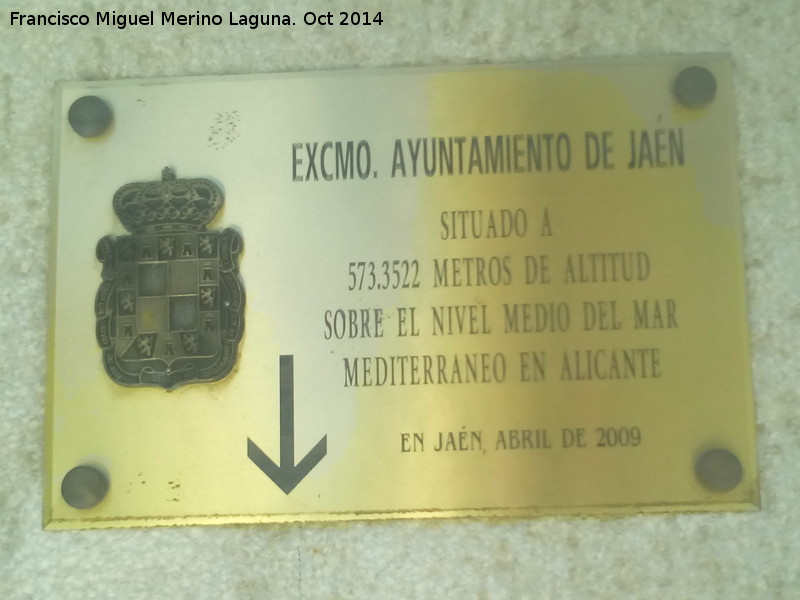 Francisco Miguel Merino Laguna. Oct 2014
EXCMO. AYUNTAMIENTO DE JAÉN
SITUADO A
573.3522 METROS DE ALTITUD
SOBRE EL NIVEL MEDIO DEL MAR
MEDITERRANEO EN ALICANTE
EN JAÉN, ABRIL DE 2009